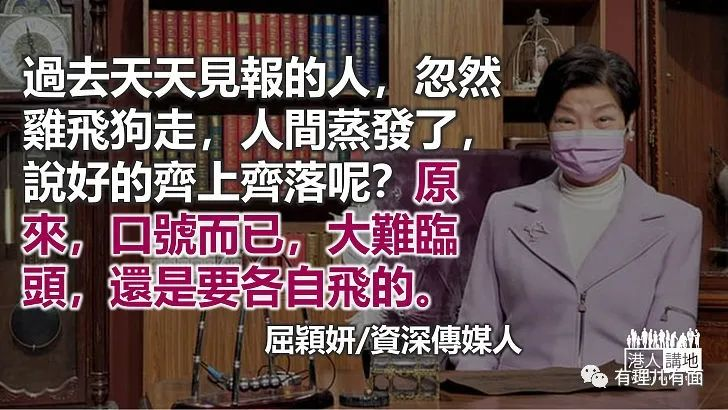 過去天天見報的人，忽然
雞飛狗走，人間蒸發了，
說好的齊上齊落呢？原
來，口號而已，大難臨
頭，還是要各自飛的。
屈穎妍/資深傳媒人
港人講地
有理儿有面